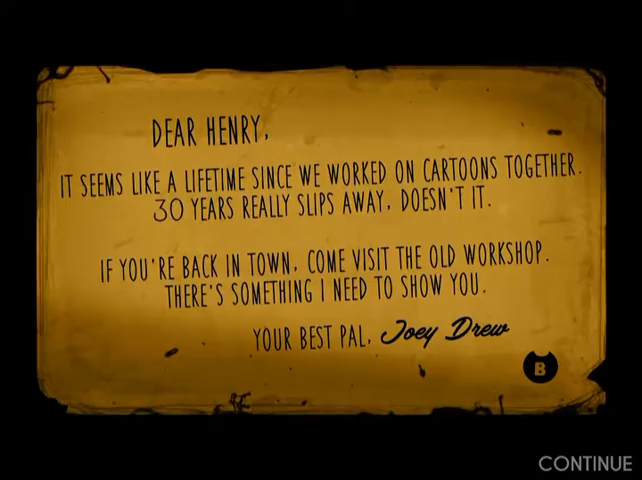 DEAR HENRY,
IT SEEMS LIKE A LIFETIME SINCE WE WORKED ON CARTOONS TOGETHER.
30 YEARS REALLY SLIPS AWAY, DOESN'T IT.
IF YOU'RE BACK IN TOWN, COME VISIT THE OLD WORKSHOP.
THERE'S SOMETHING I NEED TO SHOW YOU.
YOUR BEST PAL, Joey Drew
B
CONTINUE